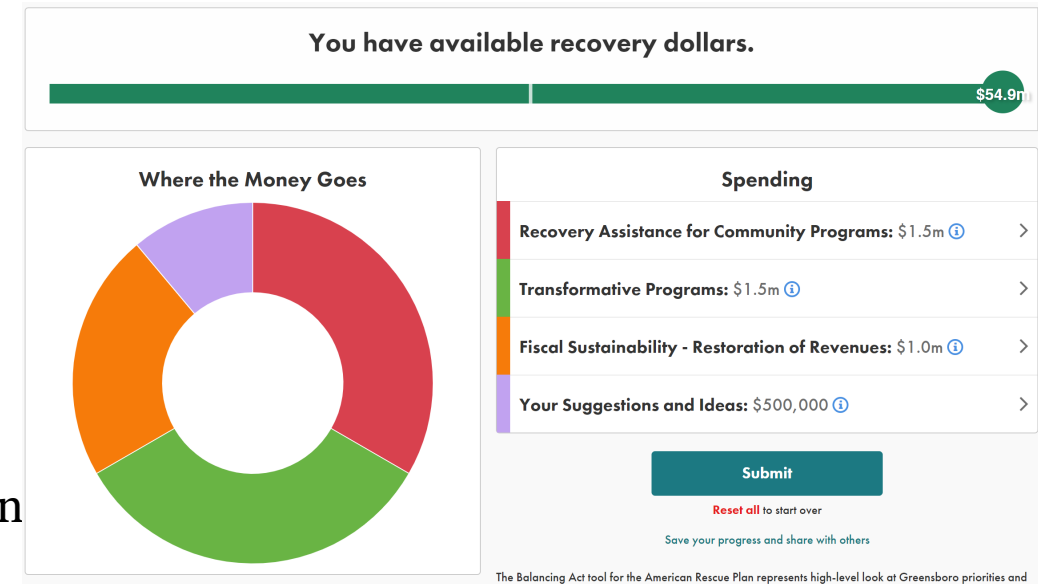 You have available recovery dollars.
$54.9m
Where the Money Goes
Spending
Recovery Assistance for Community Programs: $1.5m
Transformative Programs: $1.5m
Fiscal Sustainability - Restoration of Revenues: $1.0m
Your Suggestions and Ideas: $500,000
n
Submit
Reset all to start over
Save your progress and share with others
The Balancing Act tool for the American Rescue Plan represents high-level look at Greensboro priorities and